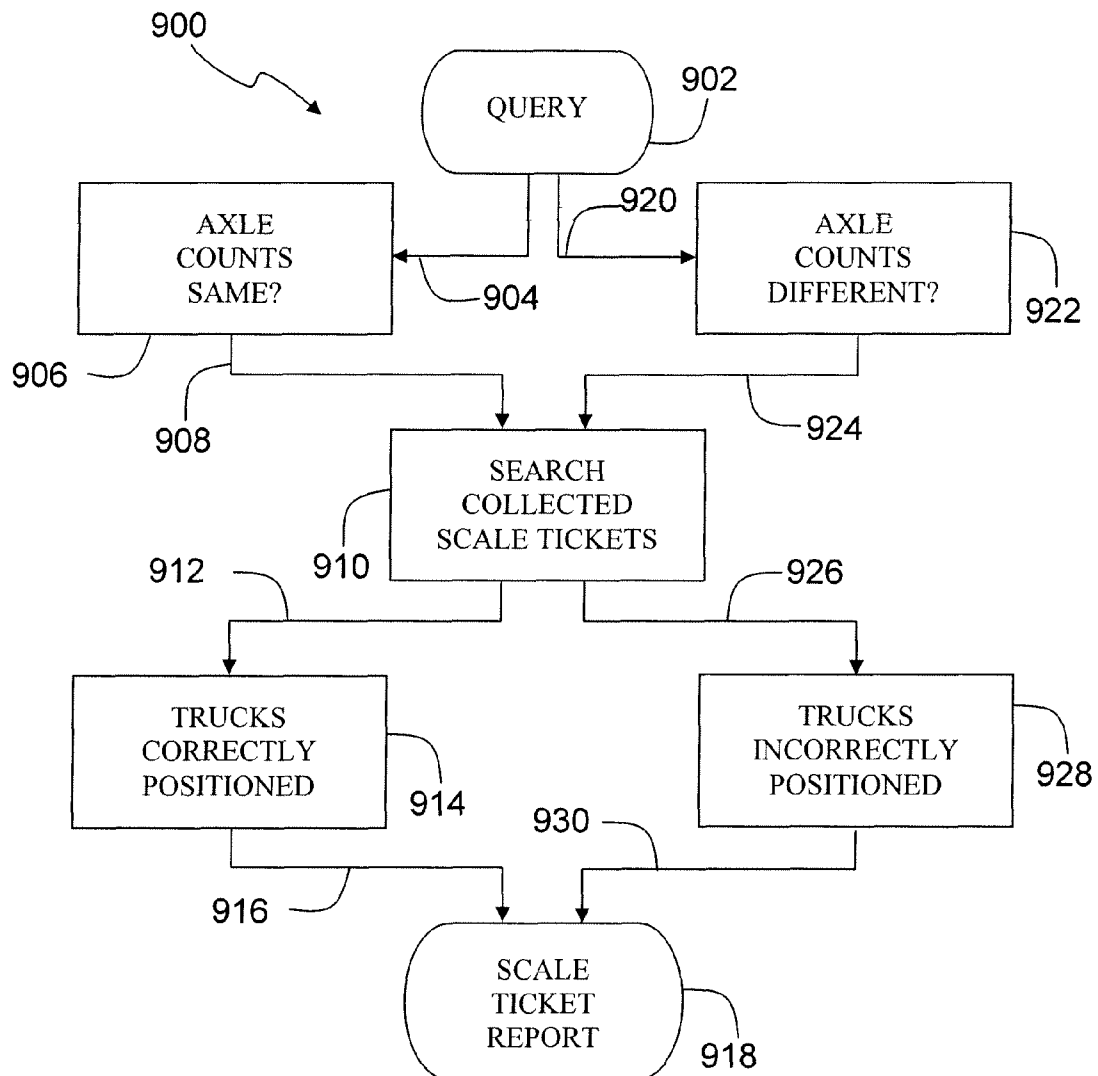 900
QUERY
902
920
AXLE
COUNTS
SAME?
904
AXLE
COUNTS
DIFFERENT?
922
906
908
924
SEARCH
COLLECTED
SCALE TICKETS
910
912
926
TRUCKS
CORRECTLY
POSITIONED
914
TRUCKS
INCORRECTLY
POSITIONED
928
930
916
SCALE
TICKET
REPORT
918